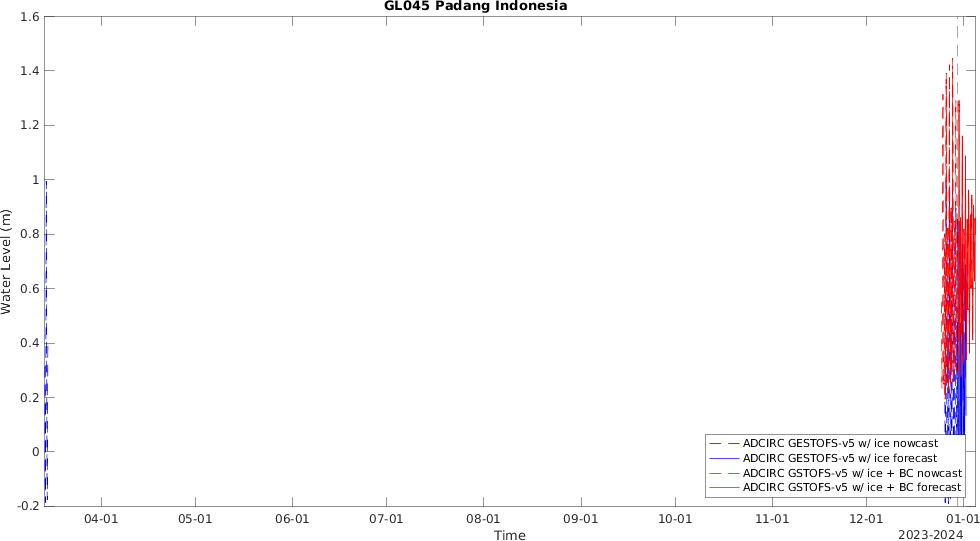 GL045 Padang Indonesia
1.6
1.4
1.2
1
0.8
0.6
0.4
0.2
0
-0.2
Water Level (m)
ADCIRC GESTOFS-v5 w/ ice nowcast
ADCIRC GESTOFS-v5 w/ ice forecast
ADCIRC GSTOFS-v5 w/ ice + BC nowcast
ADCIRC GSTOFS-v5 w/ ice + BC forecast
04-01 05-01 06-01 07-01 08-01 09-01 10-01 11-01 12-01 01-01
Time
2023-2024